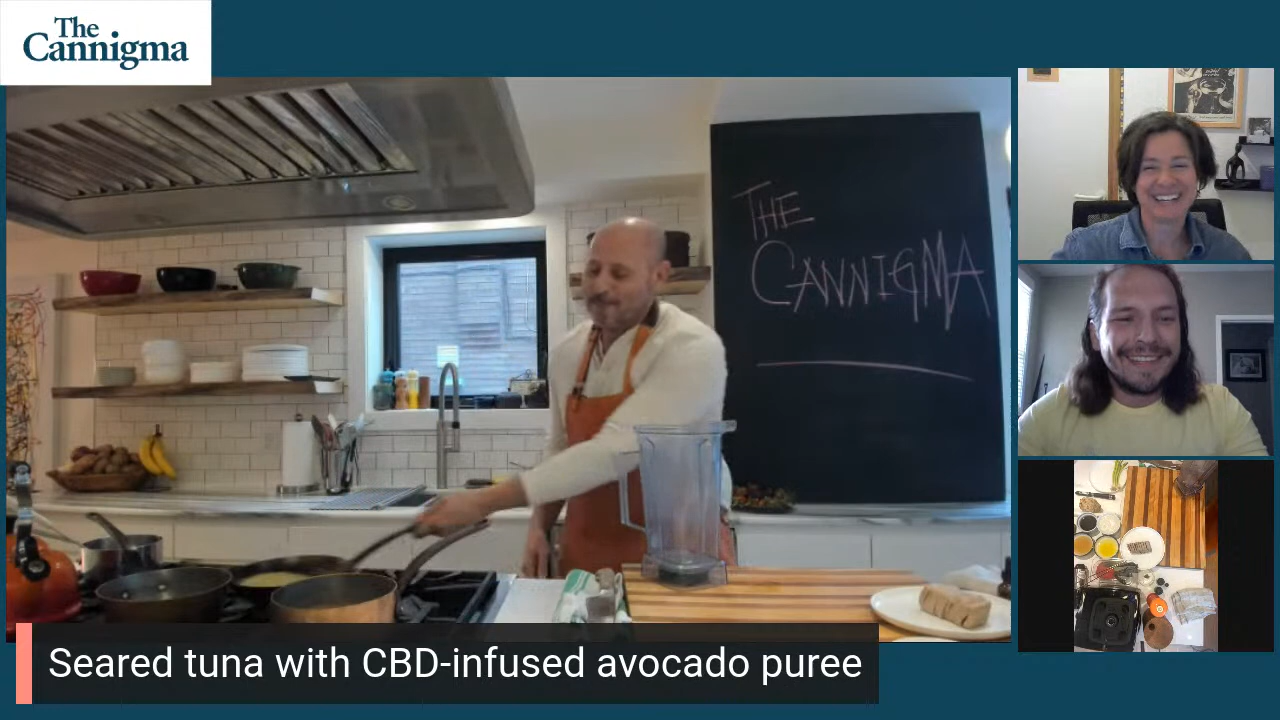 The
Cannigma
THE
CANNIGMA
Seared tuna with CBD-infused avocado puree